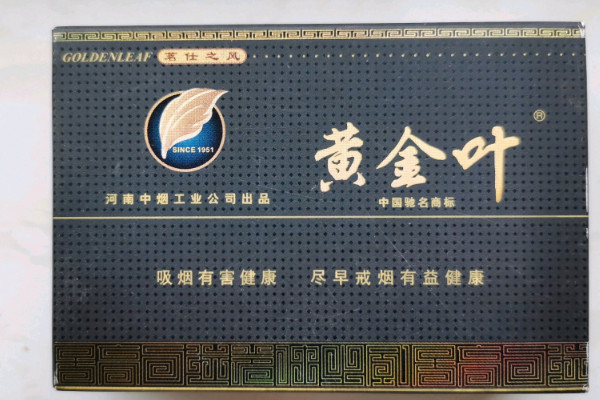 GOLDENLEAF 茗仕之风
SINCE 1951
黄金叶®
河南中烟工业公司出品
中国驰名商标
吸烟有害健康 尽早戒烟有益健康